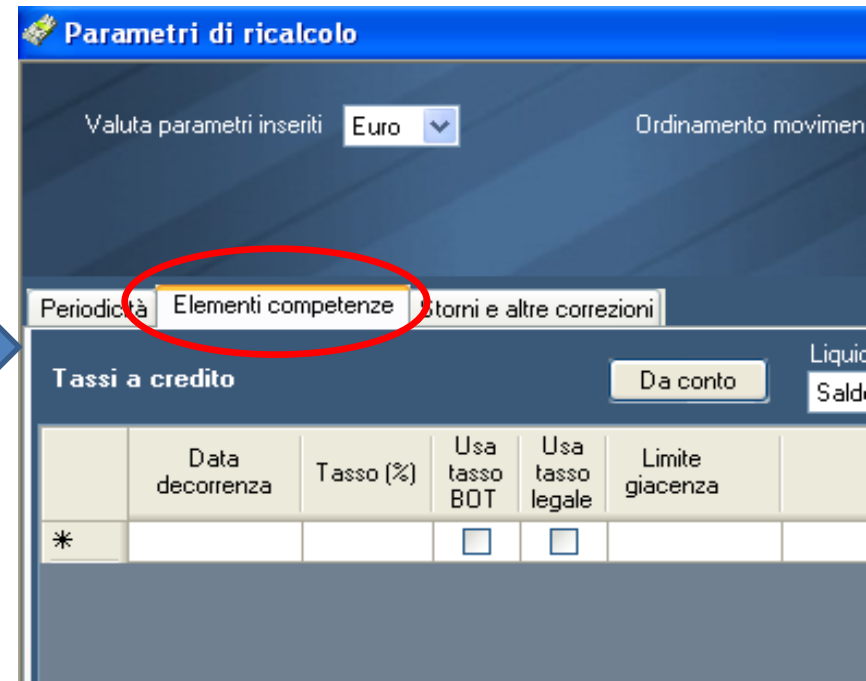 Parametri di ricalcolo
Valuta parametri inseriti Euro Ordinamento movimen
Periodicità Elementi competenze Storni e altre correzioni
Tassi a credito Da conto Liquid
Sald
Data decorrenza Tasso (%) Usa tasso BOT Usa tasso legale Limite giacenza
*